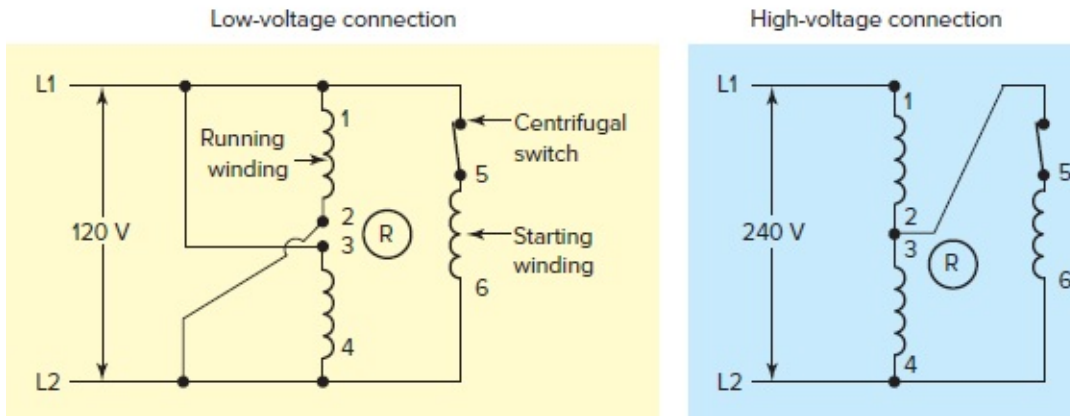 Low-voltage connection
L1
1
Running
winding
Centrifugal
switch
5
120 V
2
3
R
Starting
winding
6
4
L2
High-voltage connection
L1
1
5
240 V
2
3
R
6
4
L2